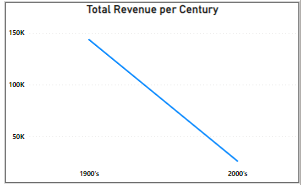 Total Revenue per Century
150K
100K
50K
1900's
2000's